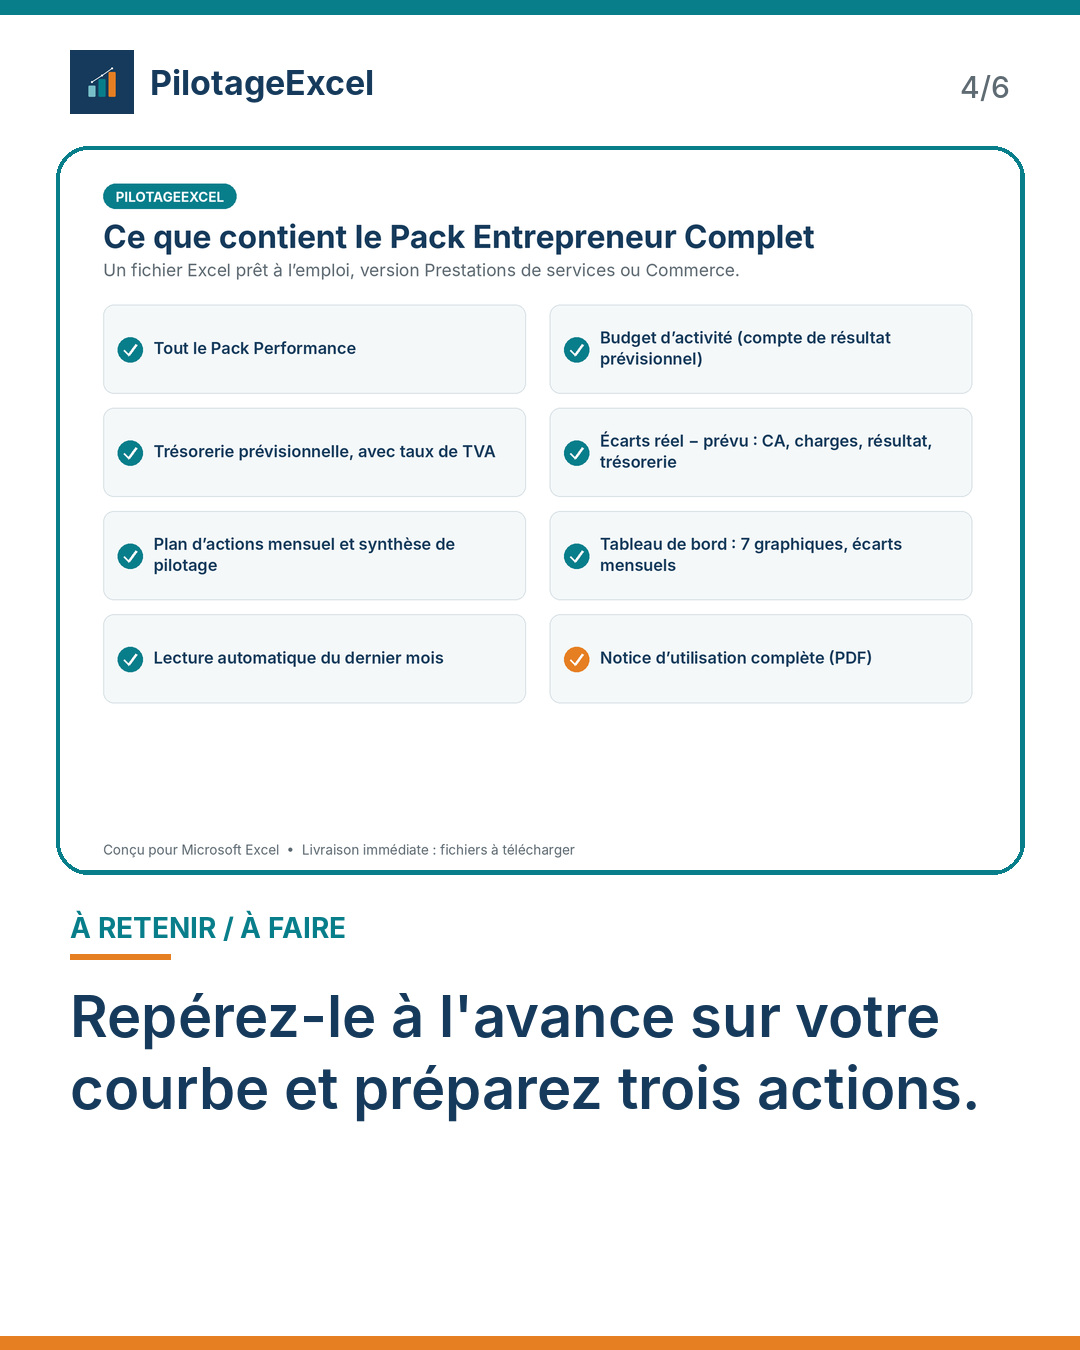 PilotageExcel
4/6
PILOTAGEEXCEL
Ce que contient le Pack Entrepreneur Complet
Un fichier Excel prêt à l’emploi, version Prestations de services ou Commerce.
Tout le Pack Performance
Budget d’activité (compte de résultat
prévisionnel)
Trésorerie prévisionnelle, avec taux de TVA
Écarts réel – prévu : CA, charges, résultat,
trésorerie
Plan d’actions mensuel et synthèse de
pilotage
Tableau de bord : 7 graphiques, écarts
mensuels
Lecture automatique du dernier mois
Notice d’utilisation complète (PDF)
Conçu pour Microsoft Excel • Livraison immédiate : fichiers à télécharger
À RETENIR / À FAIRE
Repérez-le à l'avance sur votre
courbe et préparez trois actions.